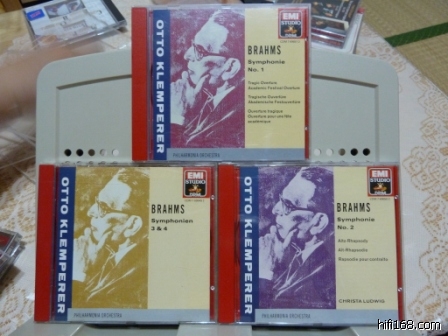 OTTO KLEMPERER
EMI
STUDIO
BRAHMS
Symphonie
No. 1
Tragic Overture
Academic Festival Overture
Tragische Ouvertüre
Akademische Festouvertüre
Ouverture tragique
Ouverture pour une fête
académique
PHILHARMONIA ORCHESTRA
OTTO KLEMPERER
EMI
STUDIO
BRAHMS
Symphonien
3 & 4
PHILHARMONIA ORCHESTRA
OTTO KLEMPERER
EMI
STUDIO
BRAHMS
Symphonie
No. 2
Alto Rhapsody
Alt-Rhapsodie
Rhapsodie pour contralto
CHRISTA LUDWIG
PHILHARMONIA ORCHESTRA
hifi168.com